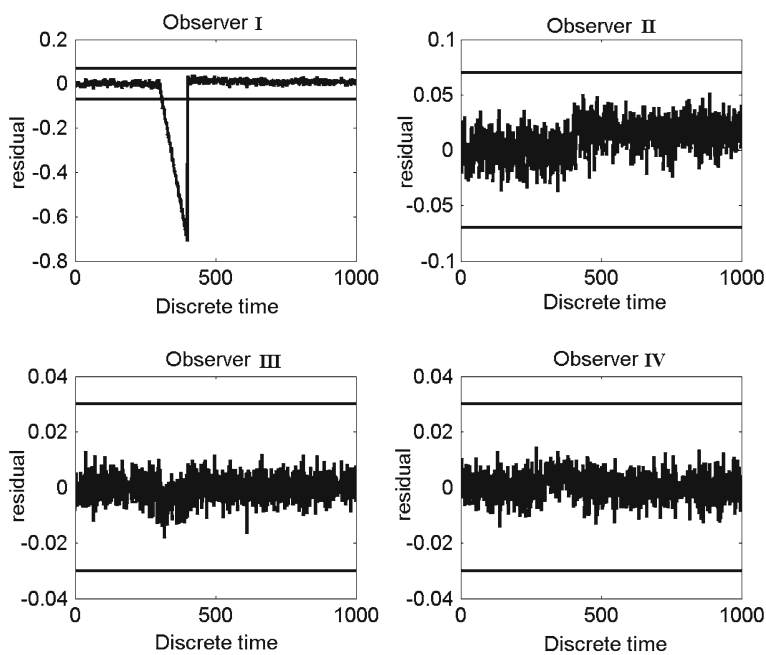 Observer I
0.2
0
-0.2
-0.4
-0.6
-0.8
residual
0
500
1000
Discrete time
Observer II
0.1
0.05
0
-0.05
-0.1
residual
0
500
1000
Discrete time
Observer III
0.04
0.02
0
-0.02
-0.04
residual
0
500
1000
Discrete time
Observer IV
0.04
0.02
0
-0.02
-0.04
residual
0
500
1000
Discrete time